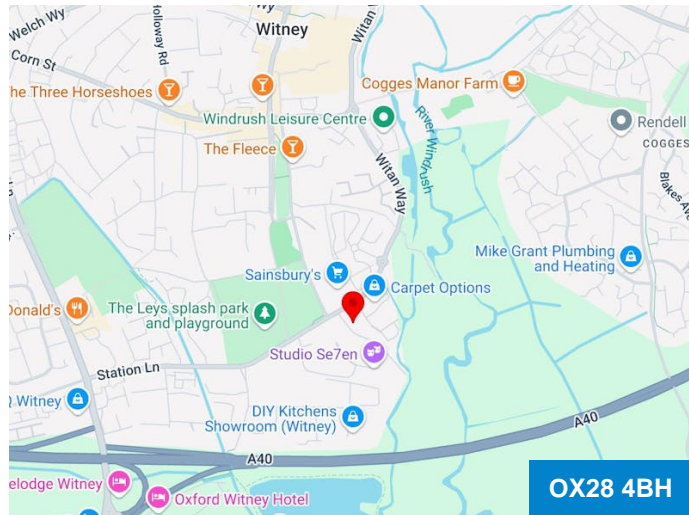 Welch Wy
Holloway Rd
Wy
Witney
Witan Way
Corn St
he Three Horseshoes
Cogges Manor Farm
Windrush Leisure Centre
River Windrush
Rendell
COGGES
The Fleece
Witan Way
Blakes Ave
Ln
Sainsbury's
Carpet Options
Mike Grant Plumbing
and Heating
Donald's
The Leys splash park
and playground
Studio Se7en
Station Ln
Q Witney
DIY Kitchens
Showroom (Witney)
A40
A40
elodge Witney
Oxford Witney Hotel
OX28 4BH